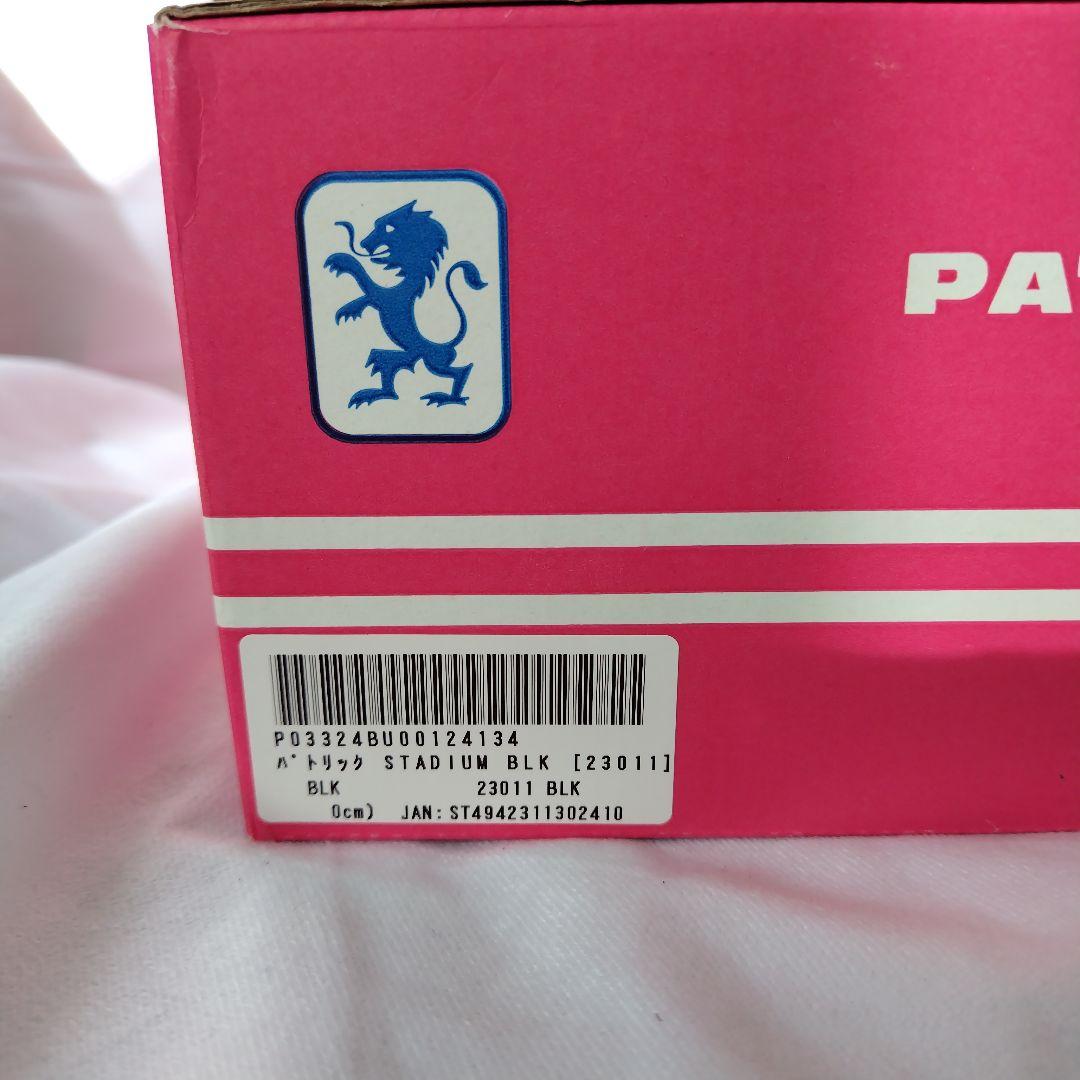 PA
P03324BU00124134
ﾊﾟﾄﾘｯｸ STADIUM BLK [23011]
BLK 23011 BLK
0cm) JAN: ST4942311302410